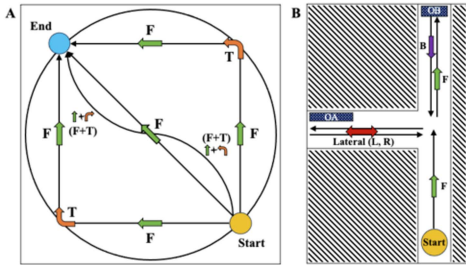 A
End
F
T
F
(F+T)
F
(F+T)
F
T
F
Start
B
OB
B
F
OA
Lateral (L, R)
F
Start